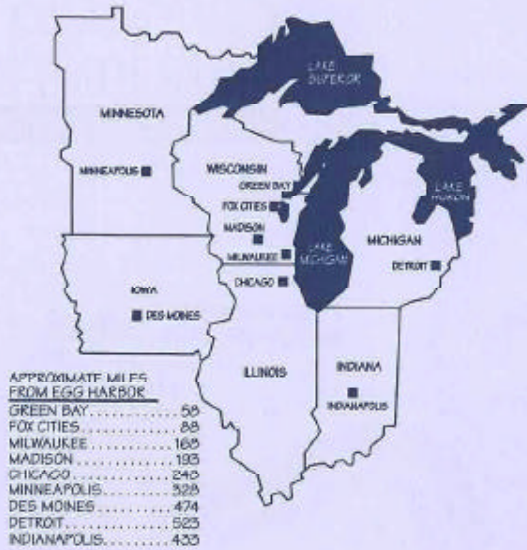 LAKE
SUPERIOR
MINNESOTA
MINNEAPOLIS
WISCONSIN
GREEN BAY
FOX CITIES
LAKE
HURON
MADISON
MILWAUKEE
LAKE
MICHIGAN
MICHIGAN
DETROIT
CHICAGO
IOWA
DES MOINES
ILLINOIS
INDIANA
INDIANAPOLIS
APPROXIMATE MILES
FROM EGG HARBOR
GREEN BAY..............58
FOX CITIES..............88
MILWAUKEE............168
MADISON..............193
CHICAGO..............243
MINNEAPOLIS.........328
DES MOINES..........474
DETROIT...............523
INDIANAPOLIS........433